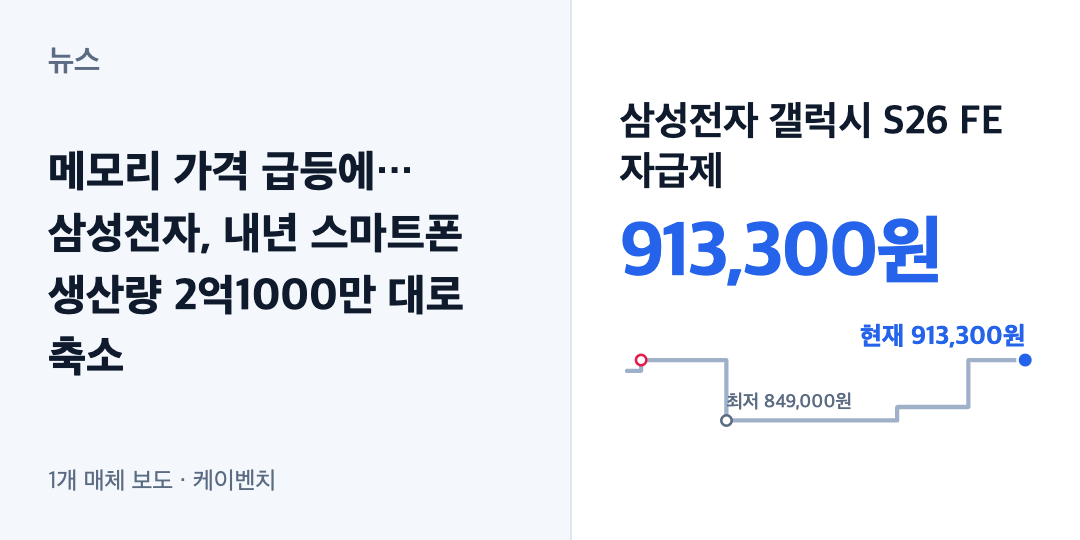 뉴스
메모리 가격 급등에…
삼성전자, 내년 스마트폰
생산량 2억1000만 대로
축소
1개 매체 보도 · 케이벤치
삼성전자 갤럭시 S26 FE
자급제
913,300원
현재 913,300원
최저 849,000원